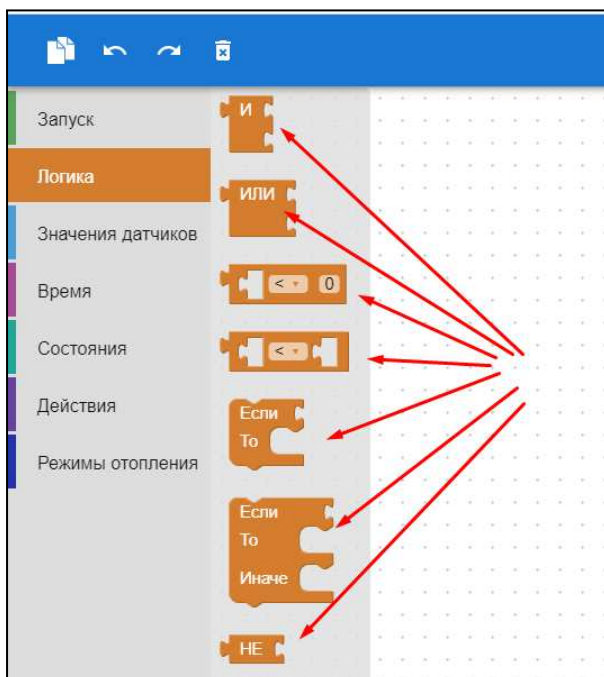 Запуск
Логика
Значения датчиков
Время
Состояния
Действия
Режимы отопления
И
ИЛИ
< 0
<
Если
То
Если
То
Иначе
НЕ